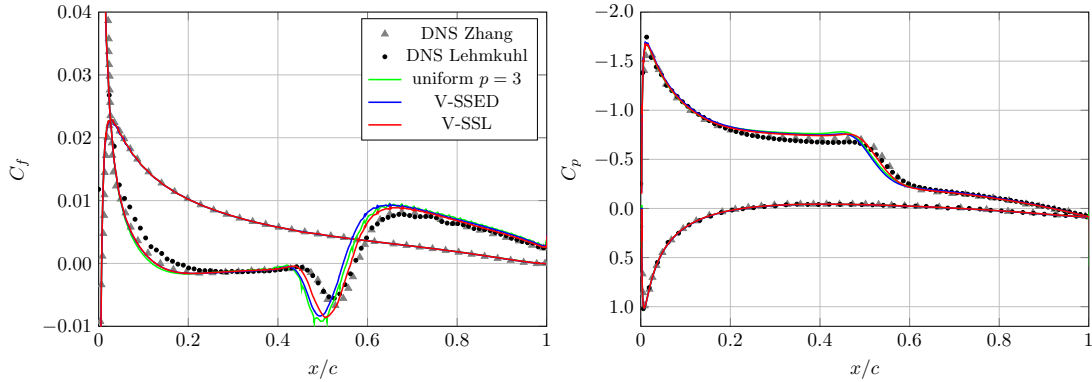 0.04
0.03
0.02
0.01
0.00
−0.01
C_f
0
0.2
0.4
0.6
0.8
1
x/c
DNS Zhang
DNS Lehmkuhl
uniform p = 3
V-SSED
V-SSL
−2.0
−1.5
−1.0
−0.5
0.0
0.5
1.0
C_p
0
0.2
0.4
0.6
0.8
1
x/c